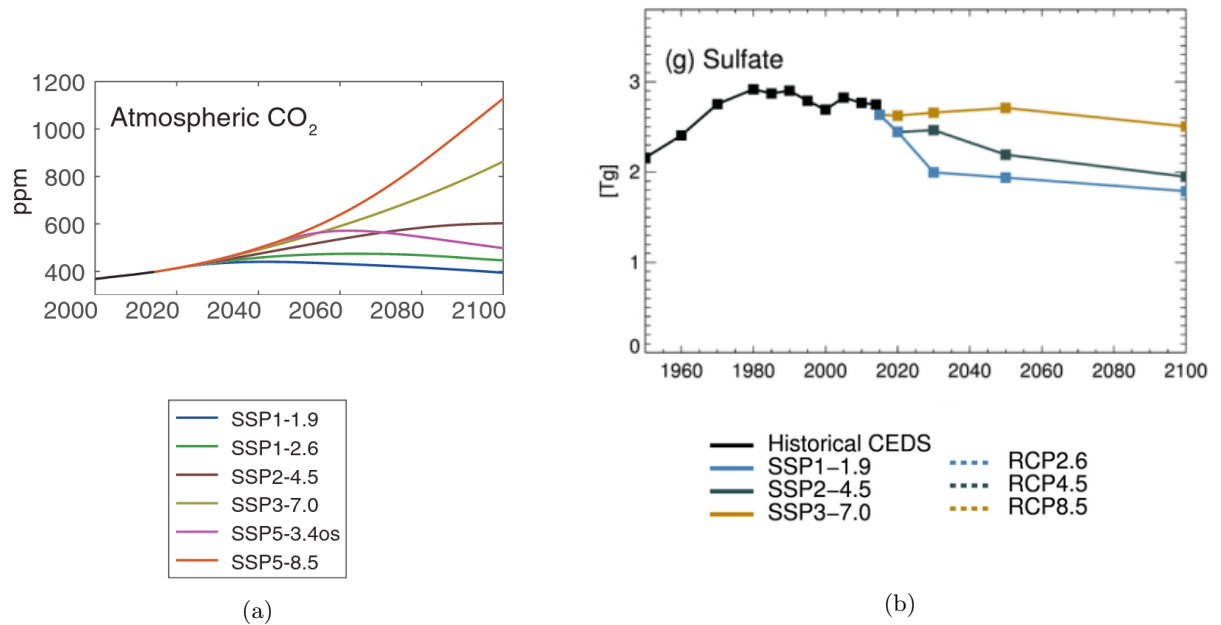 1200
Atmospheric CO₂
1000
800
600
400
ppm
2000 2020 2040 2060 2080 2100
SSP1-1.9
SSP1-2.6
SSP2-4.5
SSP3-7.0
SSP5-3.4os
SSP5-8.5
(a)
(g) Sulfate
3
2
1
0
[Tg]
1960 1980 2000 2020 2040 2060 2080 2100
Historical CEDS
SSP1–1.9
SSP2–4.5
SSP3–7.0
RCP2.6
RCP4.5
RCP8.5
(b)